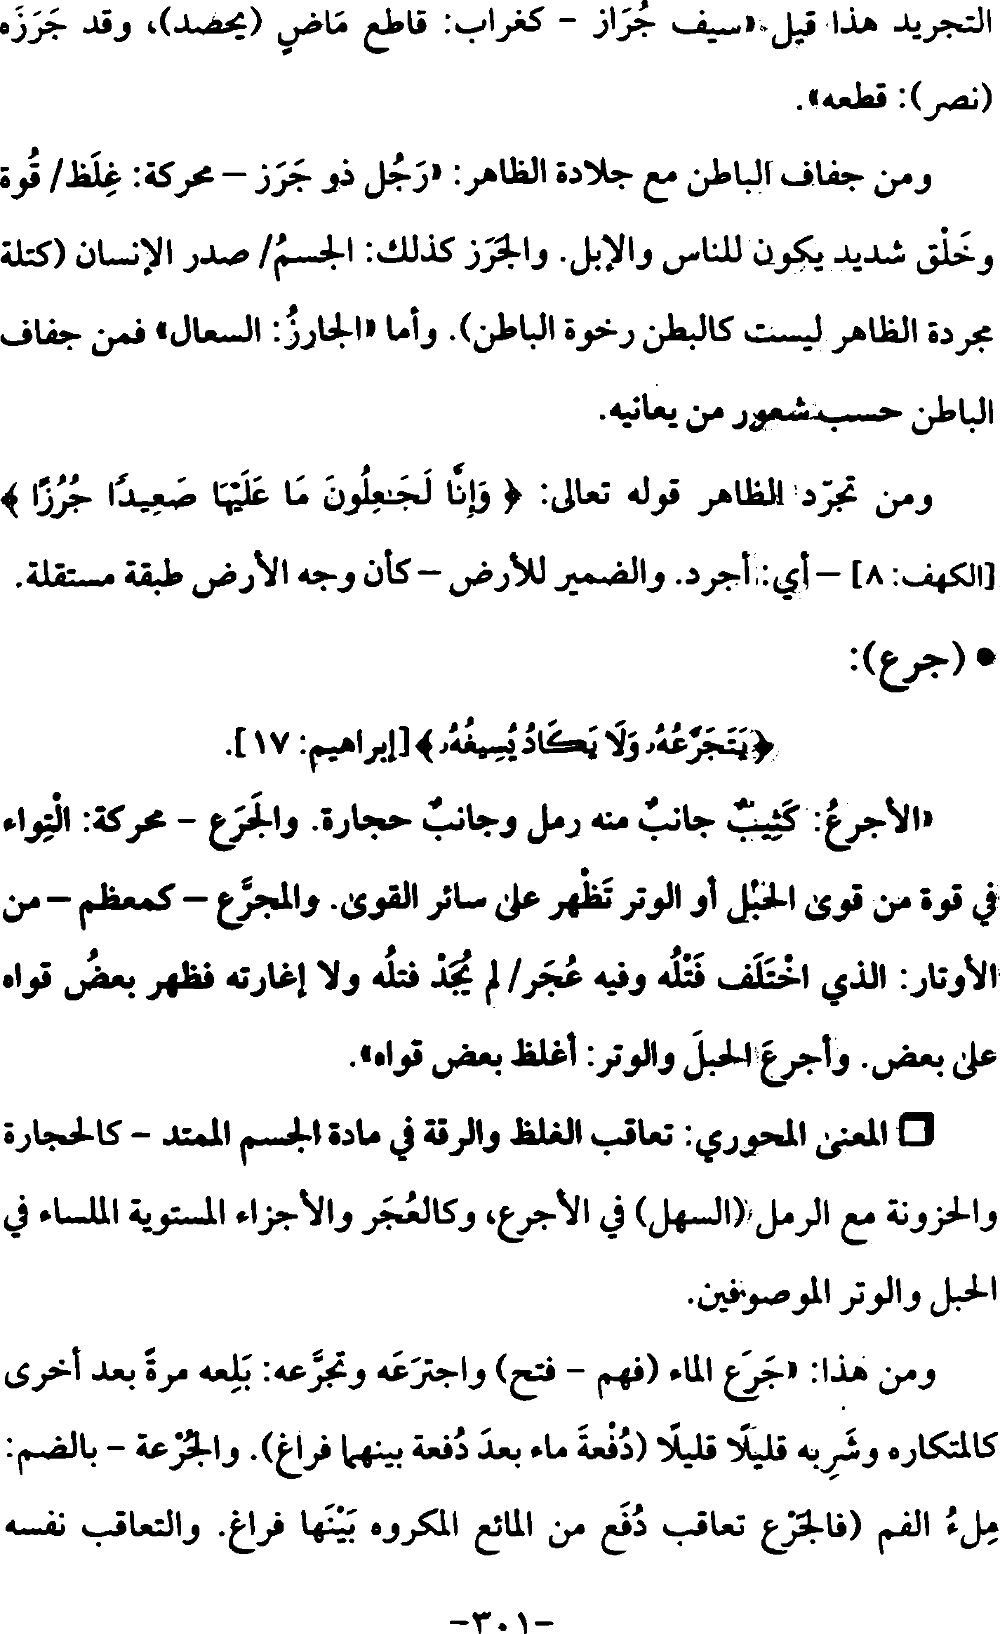 التجريد هذا قيل «سيف جُرَاز – كغراب: قاطع مَاضٍ (يحصد)، وقد جَرَزَه
(نصر): قطعه».
ومن جفاف الباطن مع جلادة الظاهر: «رَجُل ذو جَرَز – محركة: غِلَظ/ قُوة
وخَلْق شديد يكون للناس والإبل. والجَرَز كذلك: الجسمُ/ صدر الإنسان (كتلة
مجردة الظاهر ليست كالبطن رخوة الباطن). وأما «الجارزُ: السعال» فمن جفاف
الباطن حسب شعور من يعانيه.
ومن تجرّد الظاهر قوله تعالى: ﴿ وَإِنَّا لَجَـٰعِلُونَ مَا عَلَيْهَا صَعِيدًا جُرُزًا ﴾
[الكهف: ٨] – أي: أجرد. والضمير للأرض – كأن وجه الأرض طبقة مستقلة.
• (جرع):
﴿يَتَجَرَّعُهُۥ وَلَا يَكَادُ يُسِيغُهُۥ﴾ [إبراهيم: ١٧].
«الأجرعُ: كَثِيبٌ جانبٌ منه رمل وجانبٌ حجارة. والجَرَع – محركة: الْتِواء
في قوة من قوىٰ الحَبْل أو الوتر تَظْهر علىٰ سائر القوىٰ. والمجرَّع – كمعظم – من
الأوتار: الذي اخْتَلَف فَتْلُه وفيه عُجَر/ لم يُجَدْ فتلُه ولا إغارته فظهر بعضُ قواه
علىٰ بعض. وأجرعَ الحبلَ والوتر: أغلظ بعض قواه».
❑ المعنىٰ المحوري: تعاقب الغلظ والرقة في مادة الجسم الممتد – كالحجارة
والحزونة مع الرمل (السهل) في الأجرع، وكالعُجَر والأجزاء المستوية الملساء في
الحبل والوتر الموصوفين.
ومن هذا: «جَرَع الماء (فهم – فتح) واجترَعَه وتجرَّعه: بَلِعه مرةً بعد أخرى
كالمتكاره وشَرِبه قليلًا قليلًا (دُفْعةَ ماء بعدَ دُفعة بينهما فراغ). والجُرْعة – بالضم:
مِلءُ الفم (فالجَرْع تعاقب دُفَع من المائع المكروه بَيْنَها فراغ. والتعاقب نفسه
–٣٠١–